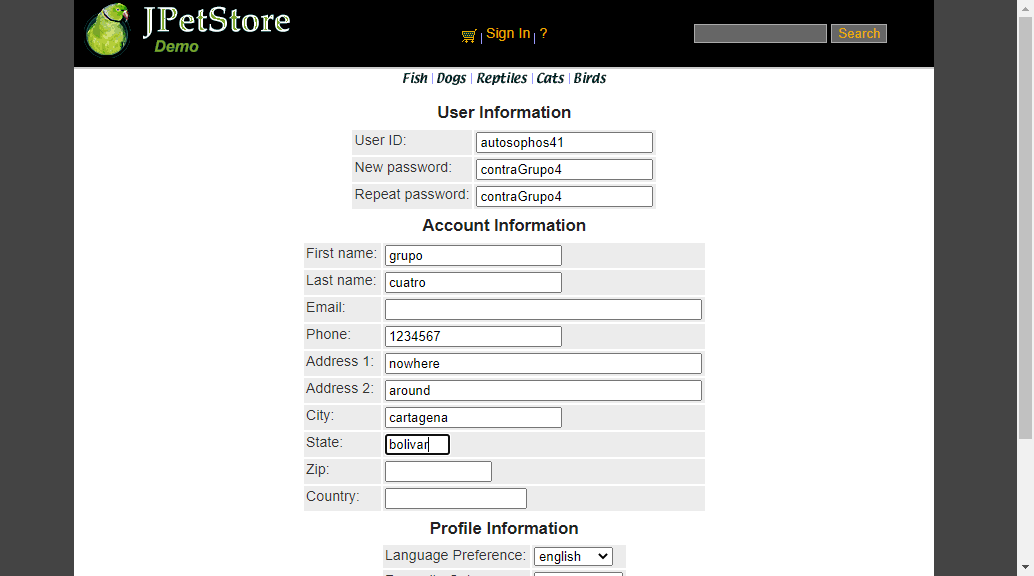 JPetStore
Demo
Sign In ?
Search
Fish | Dogs | Reptiles | Cats | Birds
User Information
User ID: autosophos41
New password: contraGrupo4
Repeat password: contraGrupo4
Account Information
First name: grupo
Last name: cuatro
Email:
Phone: 1234567
Address 1: nowhere
Address 2: around
City: cartagena
State: bolivar
Zip:
Country:
Profile Information
Language Preference: english